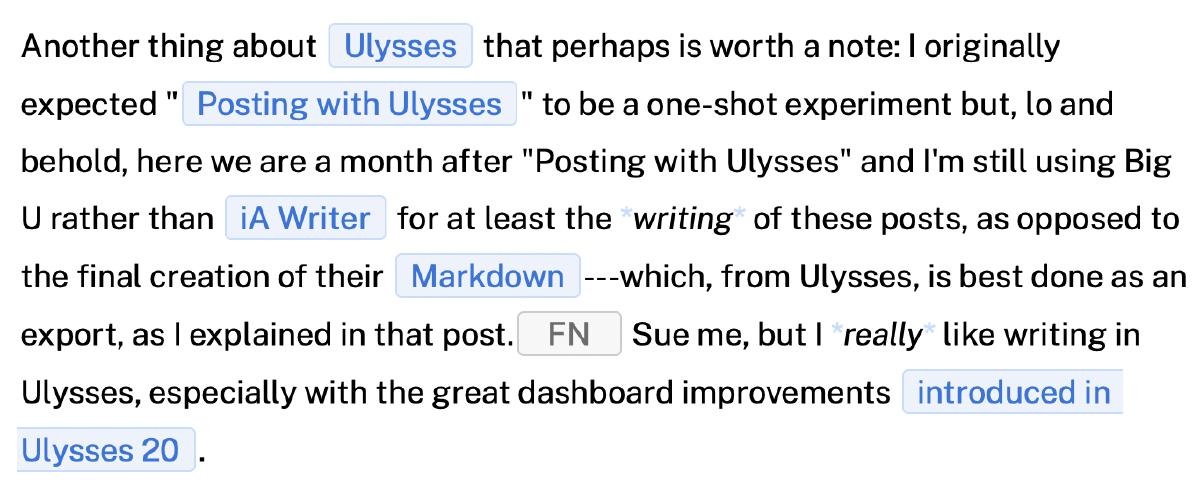 Another thing about Ulysses that perhaps is worth a note: I originally
expected "Posting with Ulysses" to be a one-shot experiment but, lo and
behold, here we are a month after "Posting with Ulysses" and I'm still using Big
U rather than iA Writer for at least the *writing* of these posts, as opposed to
the final creation of their Markdown---which, from Ulysses, is best done as an
export, as I explained in that post. FN Sue me, but I *really* like writing in
Ulysses, especially with the great dashboard improvements introduced in
Ulysses 20.